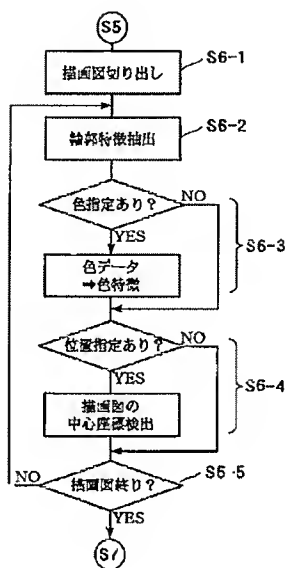 S5
描画図切り出し
S6-1
輪郭特徴抽出
S6-2
色指定あり?
NO
YES
色データ
→色特徴
S6-3
位置指定あり?
NO
YES
描画図の
中心座標検出
S6-4
NO
描画図終り?
S6-5
YES
S7